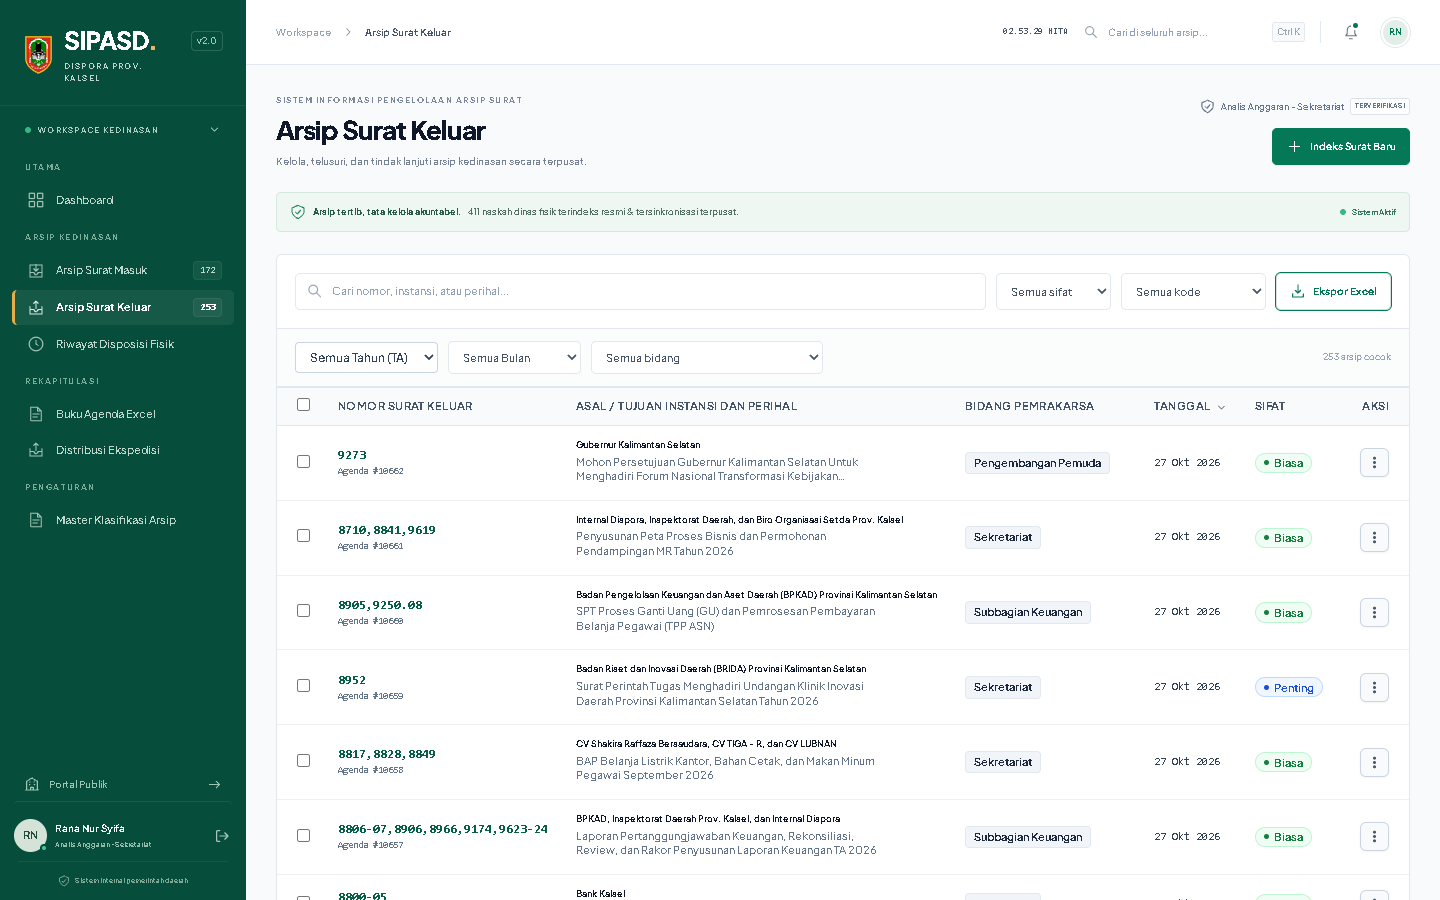 SIPASD.
v2.0
DISPORA PROV.
KALSEL
WORKSPACE KEDINASAN
UTAMA
Dashboard
ARSIP KEDINASAN
Arsip Surat Masuk 172
Arsip Surat Keluar 253
Riwayat Disposisi Fisik
REKAPITULASI
Buku Agenda Excel
Distribusi Ekspedisi
PENGATURAN
Master Klasifikasi Arsip
Portal Publik
RN
Rana Nur Syifa
Analis Anggaran - Sekretariat
Sistem internal pemerintah daerah
Workspace > Arsip Surat Keluar
02.53.29 WITA
Cari di seluruh arsip...
Ctrl K
RN
SISTEM INFORMASI PENGELOLAAN ARSIP SURAT
Arsip Surat Keluar
Kelola, telusuri, dan tindak lanjuti arsip kedinasan secara terpusat.
Analis Anggaran - Sekretariat TERVERIFIKASI
Indeks Surat Baru
Arsip tertib, tata kelola akuntabel. 411 naskah dinas fisik terindeks resmi & tersinkronisasi terpusat.
Sistem Aktif
Cari nomor, instansi, atau perihal...
Semua sifat
Semua kode
Ekspor Excel
Semua Tahun (TA)
Semua Bulan
Semua bidang
253 arsip cocok
NOMOR SURAT KELUAR ASAL / TUJUAN INSTANSI DAN PERIHAL BIDANG PEMRAKARSA TANGGAL SIFAT AKSI
9273
Agenda #10662
Gubernur Kalimantan Selatan
Mohon Persetujuan Gubernur Kalimantan Selatan Untuk
Menghadiri Forum Nasional Transformasi Kebijakan...
Pengembangan Pemuda
27 Okt 2026
Biasa
8710,8841,9619
Agenda #10661
Internal Dispora, Inspektorat Daerah, dan Biro Organisasi Setda Prov. Kalsel
Penyusunan Peta Proses Bisnis dan Permohonan
Pendampingan MR Tahun 2026
Sekretariat
27 Okt 2026
Biasa
8905,9250.08
Agenda #10660
Badan Pengelolaan Keuangan dan Aset Daerah (BPKAD) Provinsi Kalimantan Selatan
SPT Proses Ganti Uang (GU) dan Pemrosesan Pembayaran
Belanja Pegawai (TPP ASN)
Subbagian Keuangan
27 Okt 2026
Biasa
8952
Agenda #10659
Badan Riset dan Inovasi Daerah (BRIDA) Provinsi Kalimantan Selatan
Surat Perintah Tugas Menghadiri Undangan Klinik Inovasi
Daerah Provinsi Kalimantan Selatan Tahun 2026
Sekretariat
27 Okt 2026
Penting
8817,8828,8849
Agenda #10658
CV Shakira Raffaza Bersaudara, CV TIGA - R, dan CV LUBNAN
BAP Belanja Listrik Kantor, Bahan Cetak, dan Makan Minum
Pegawai September 2026
Sekretariat
27 Okt 2026
Biasa
8806-07,8906,8966,9174,9623-24
Agenda #10657
BPKAD, Inspektorat Daerah Prov. Kalsel, dan Internal Dispora
Laporan Pertanggungjawaban Keuangan, Rekonsiliasi,
Review, dan Rakor Penyusunan Laporan Keuangan TA 2026
Subbagian Keuangan
27 Okt 2026
Biasa
8800-05
Bank Kalsel